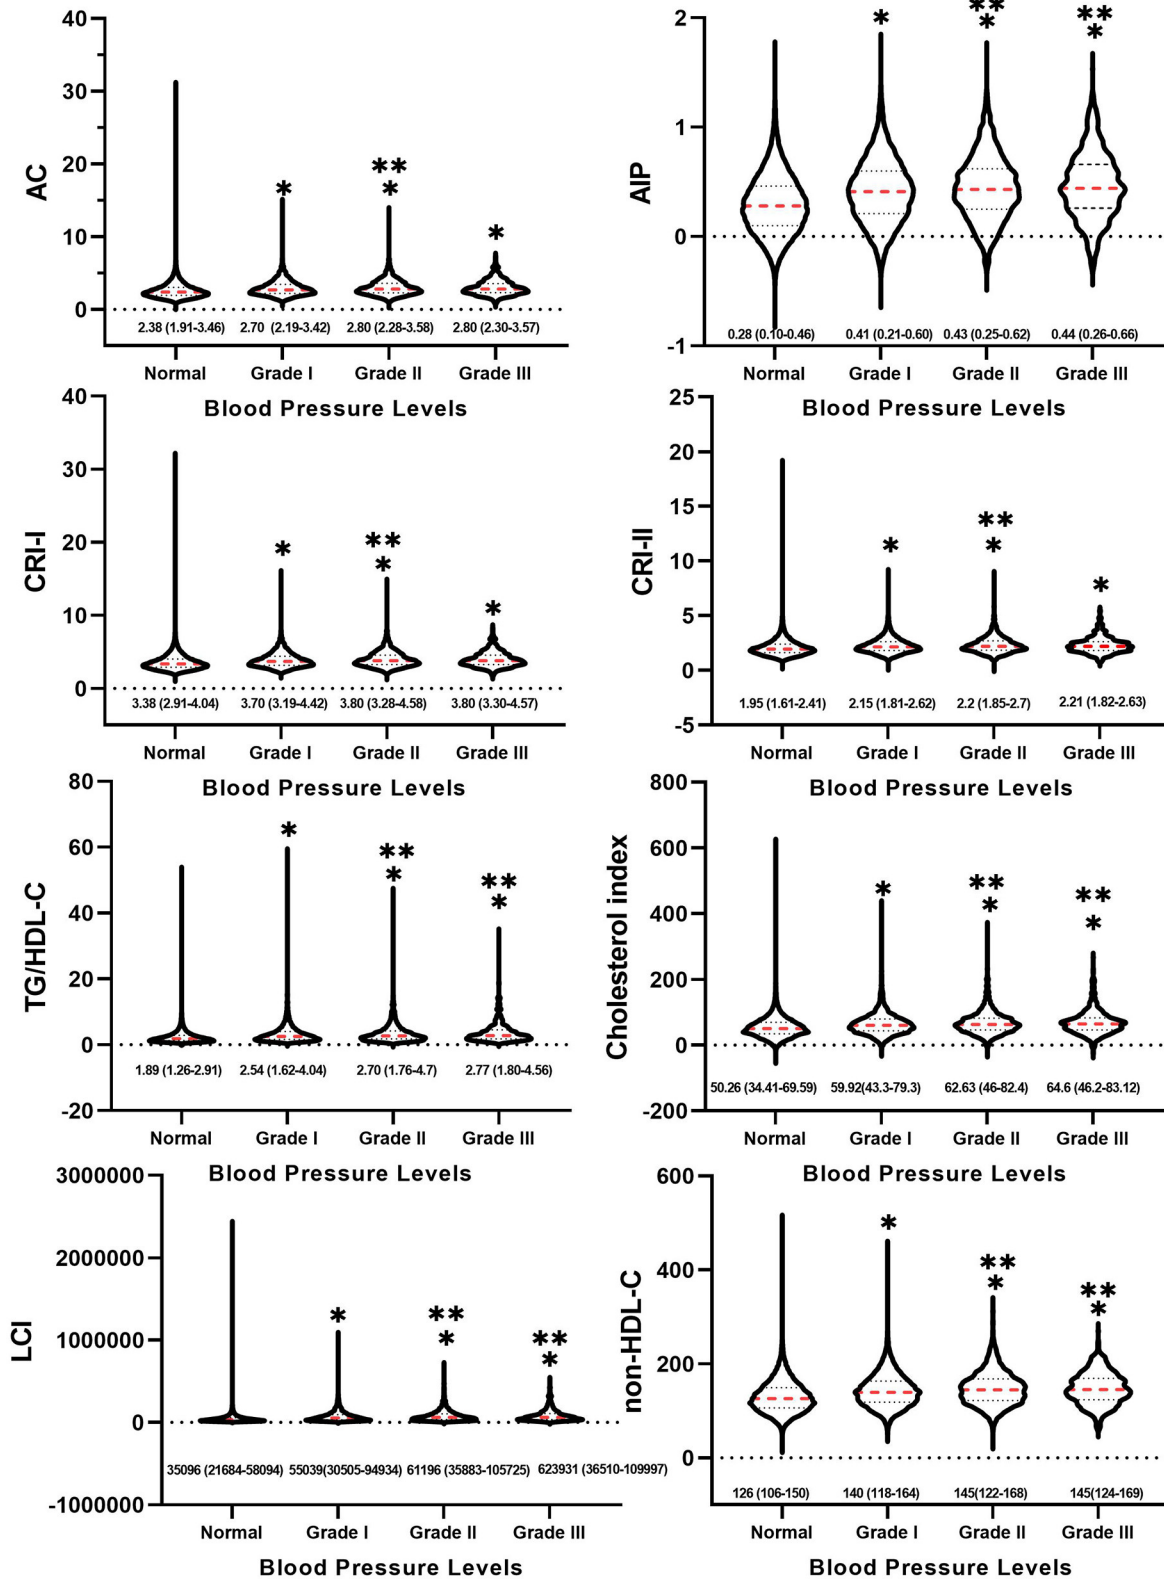 40
30
20
10
0
AC
*
**
*
*
2.38 (1.91-3.46)
2.70 (2.19-3.42)
2.80 (2.28-3.58)
2.80 (2.30-3.57)
Normal
Grade I
Grade II
Grade III
Blood Pressure Levels
2
1
0
-1
AIP
*
**
*
**
*
0.28 (0.10-0.46)
0.41 (0.21-0.60)
0.43 (0.25-0.62)
0.44 (0.26-0.66)
Normal
Grade I
Grade II
Grade III
Blood Pressure Levels
40
30
20
10
0
CRI-I
*
**
*
*
3.38 (2.91-4.04)
3.70 (3.19-4.42)
3.80 (3.28-4.58)
3.80 (3.30-4.57)
Normal
Grade I
Grade II
Grade III
Blood Pressure Levels
25
20
15
10
5
0
-5
CRI-II
*
**
*
*
1.95 (1.61-2.41)
2.15 (1.81-2.62)
2.2 (1.85-2.7)
2.21 (1.82-2.63)
Normal
Grade I
Grade II
Grade III
Blood Pressure Levels
80
60
40
20
0
-20
TG/HDL-C
*
**
*
**
*
1.89 (1.26-2.91)
2.54 (1.62-4.04)
2.70 (1.76-4.7)
2.77 (1.80-4.56)
Normal
Grade I
Grade II
Grade III
Blood Pressure Levels
800
600
400
200
0
-200
Cholesterol index
*
**
*
**
*
50.26 (34.41-69.59)
59.92(43.3-79.3)
62.63 (46-82.4)
64.6 (46.2-83.12)
Normal
Grade I
Grade II
Grade III
Blood Pressure Levels
3000000
2000000
1000000
0
-1000000
LCI
*
**
*
**
*
35096 (21684-58094)
55039(30505-94934)
61196 (35883-105725)
623931 (36510-109997)
Normal
Grade I
Grade II
Grade III
Blood Pressure Levels
600
400
200
0
non-HDL-C
*
**
*
**
*
126 (106-150)
140 (118-164)
145(122-168)
145(124-169)
Normal
Grade I
Grade II
Grade III
Blood Pressure Levels